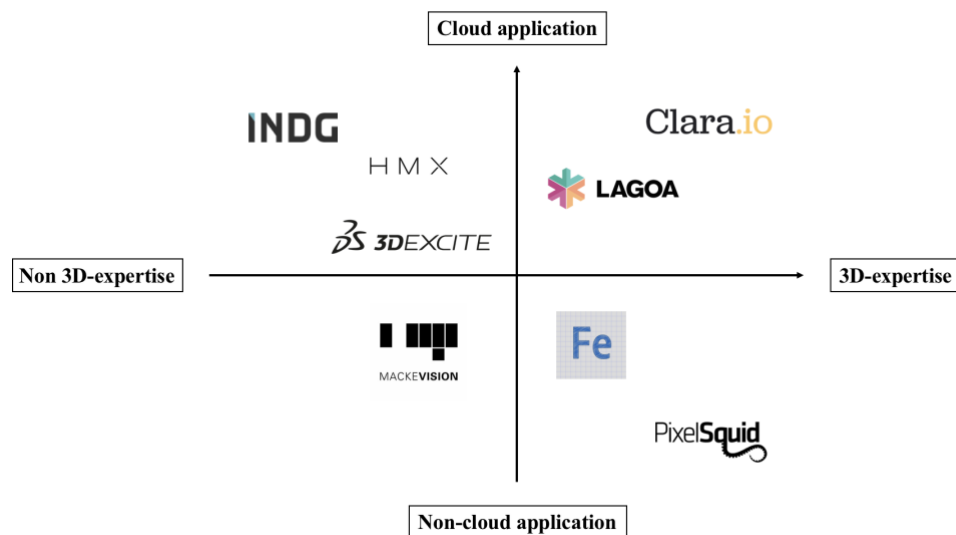 Cloud application
INDG
Clara.io
HMX
LAGOA
3DS 3DEXCITE
Non 3D-expertise
3D-expertise
Fe
MACKEVISION
PixelSquid
Non-cloud application